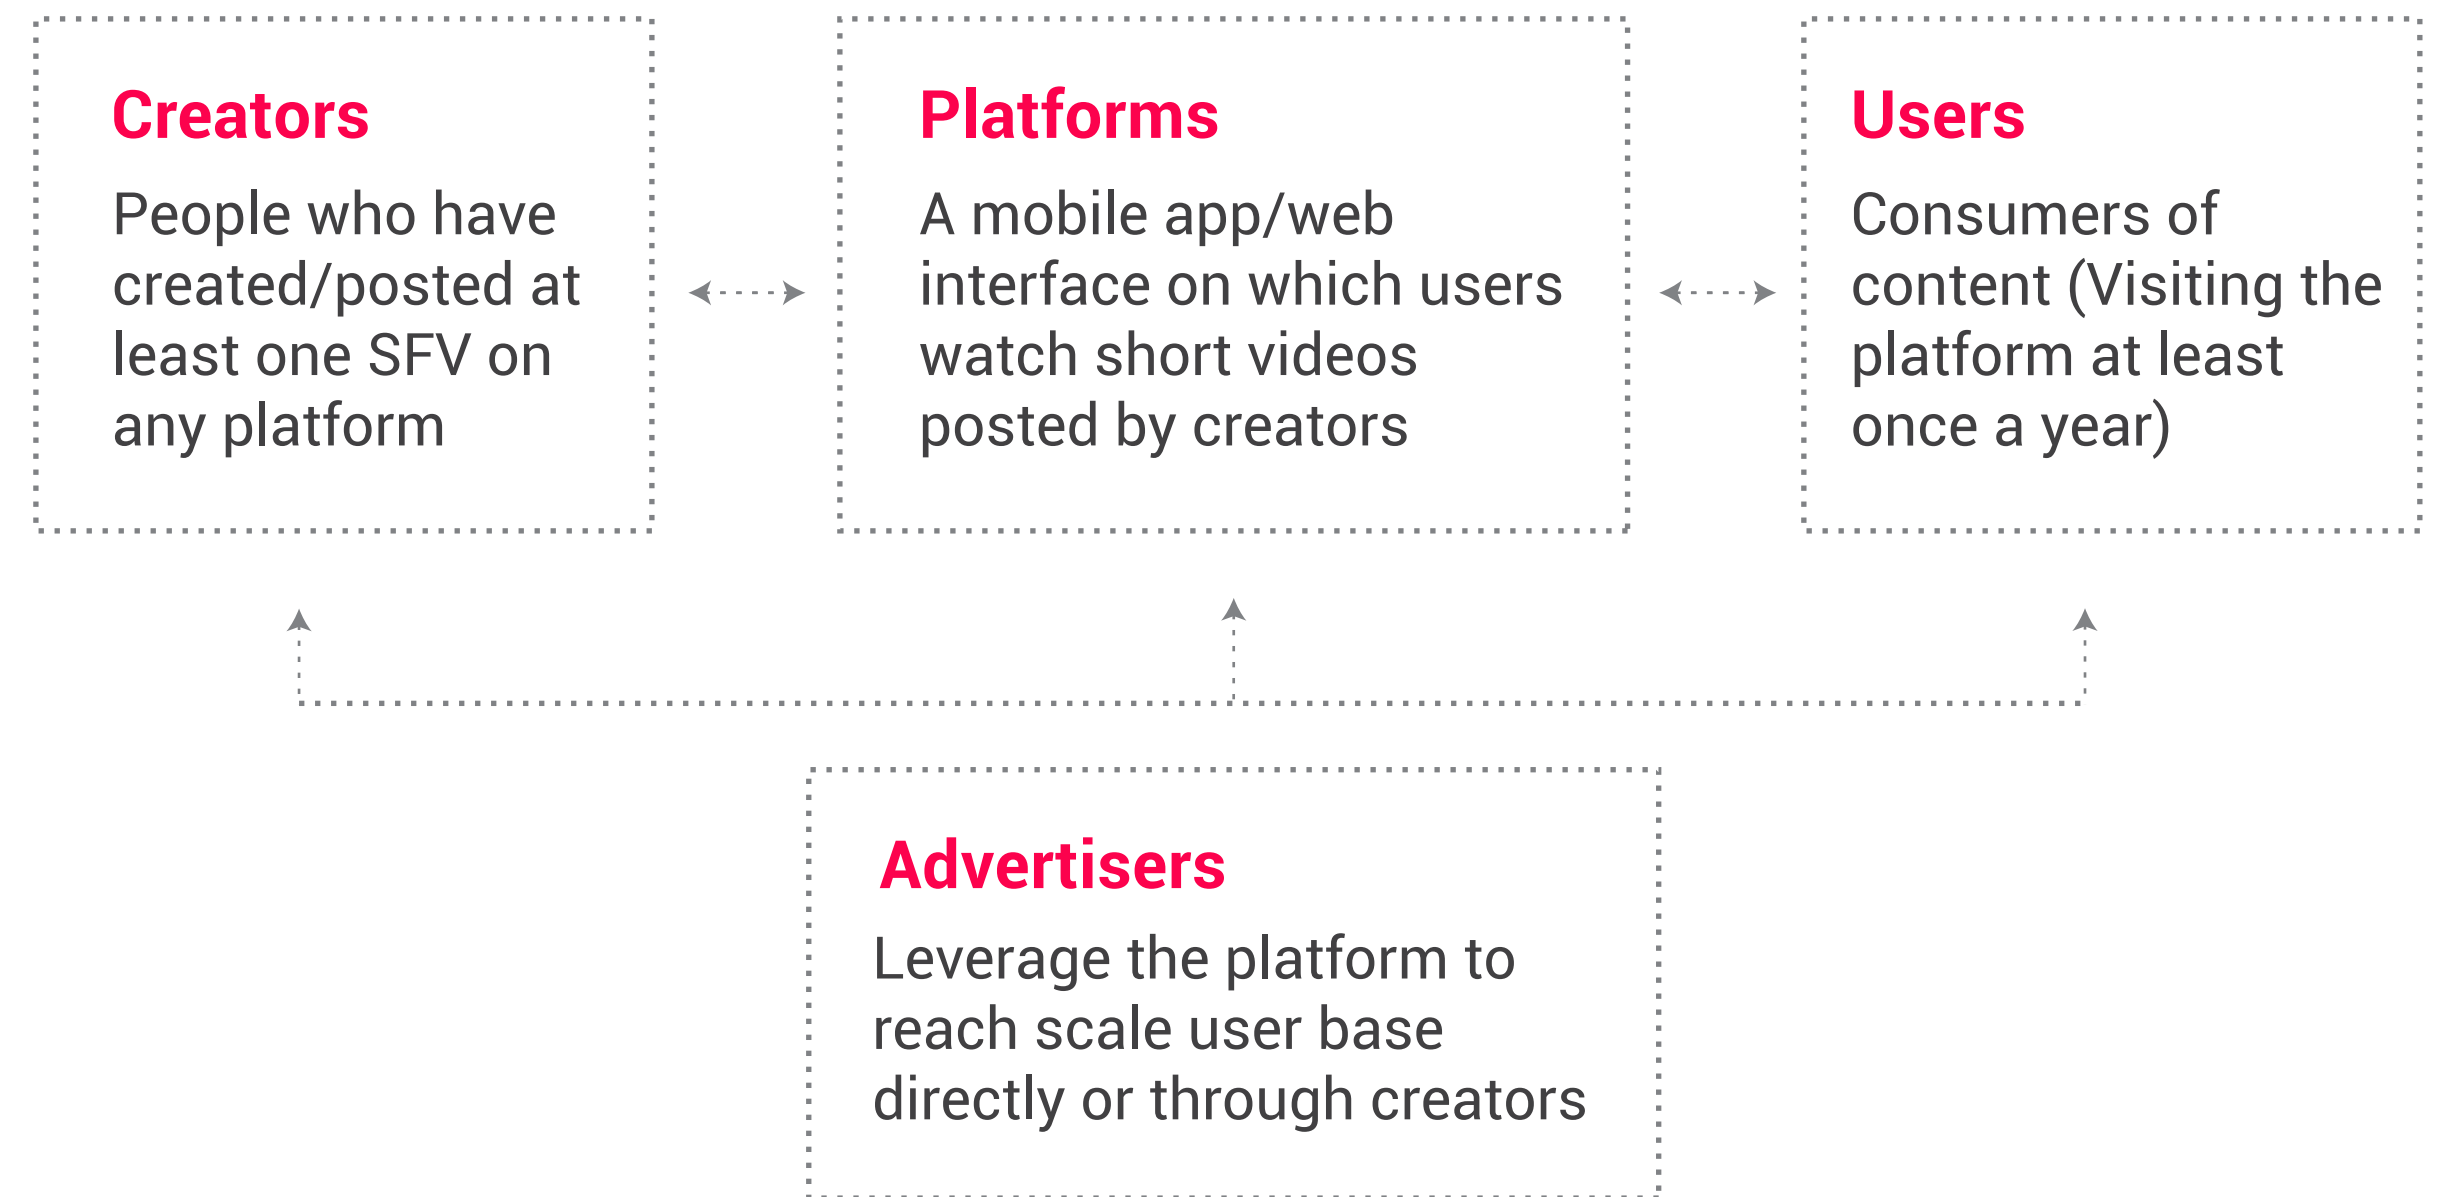 Creators
People who have
created/posted at
least one SFV on
any platform
Platforms
A mobile app/web
interface on which users
watch short videos
posted by creators
Users
Consumers of
content (Visiting the
platform at least
once a year)
Advertisers
Leverage the platform to
reach scale user base
directly or through creators